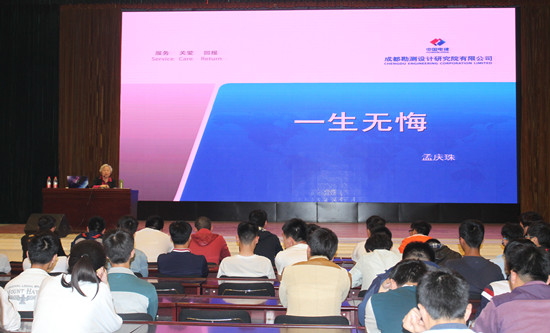 服务 关爱 回报
Service Care Return
中国电建
成都勘测设计研究院有限公司
CHENGDU ENGINEERING CORPORATION LIMITED
一生无悔
孟庆珠